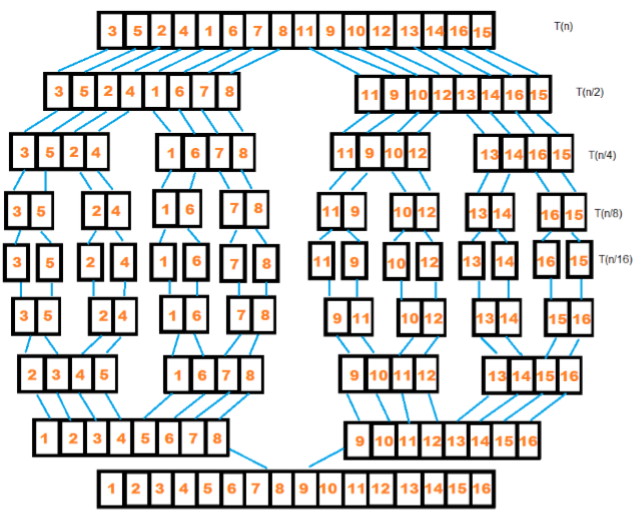 3 5 2 4 1 6 7 8 11 9 10 12 13 14 16 15 T(n)
3 5 2 4 1 6 7 8 11 9 10 12 13 14 16 15 T(n/2)
3 5 2 4 1 6 7 8 11 9 10 12 13 14 16 15 T(n/4)
3 5 2 4 1 6 7 8 11 9 10 12 13 14 16 15 T(n/8)
3 5 2 4 1 6 7 8 11 9 10 12 13 14 16 15 T(n/16)
3 5 2 4 1 6 7 8 9 11 10 12 13 14 15 16
2 3 4 5 1 6 7 8 9 10 11 12 13 14 15 16
1 2 3 4 5 6 7 8 9 10 11 12 13 14 15 16
1 2 3 4 5 6 7 8 9 10 11 12 13 14 15 16